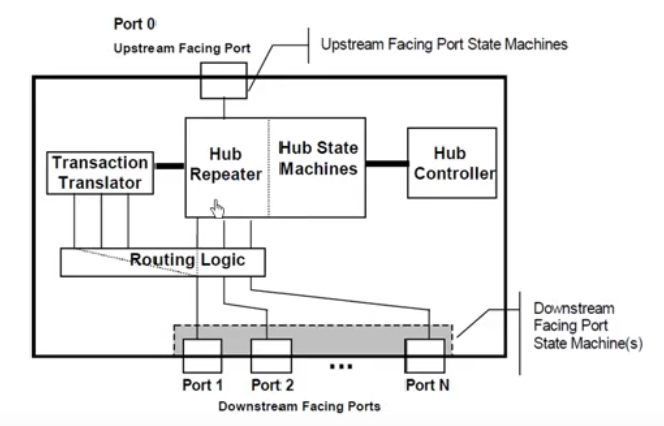 Port 0
Upstream Facing Port
Upstream Facing Port State Machines
Hub
Repeater
Hub State
Machines
Transaction
Translator
Hub
Controller
Routing Logic
Downstream
Facing Port
State Machine(s)
...
Port 1
Port 2
Port N
Downstream Facing Ports